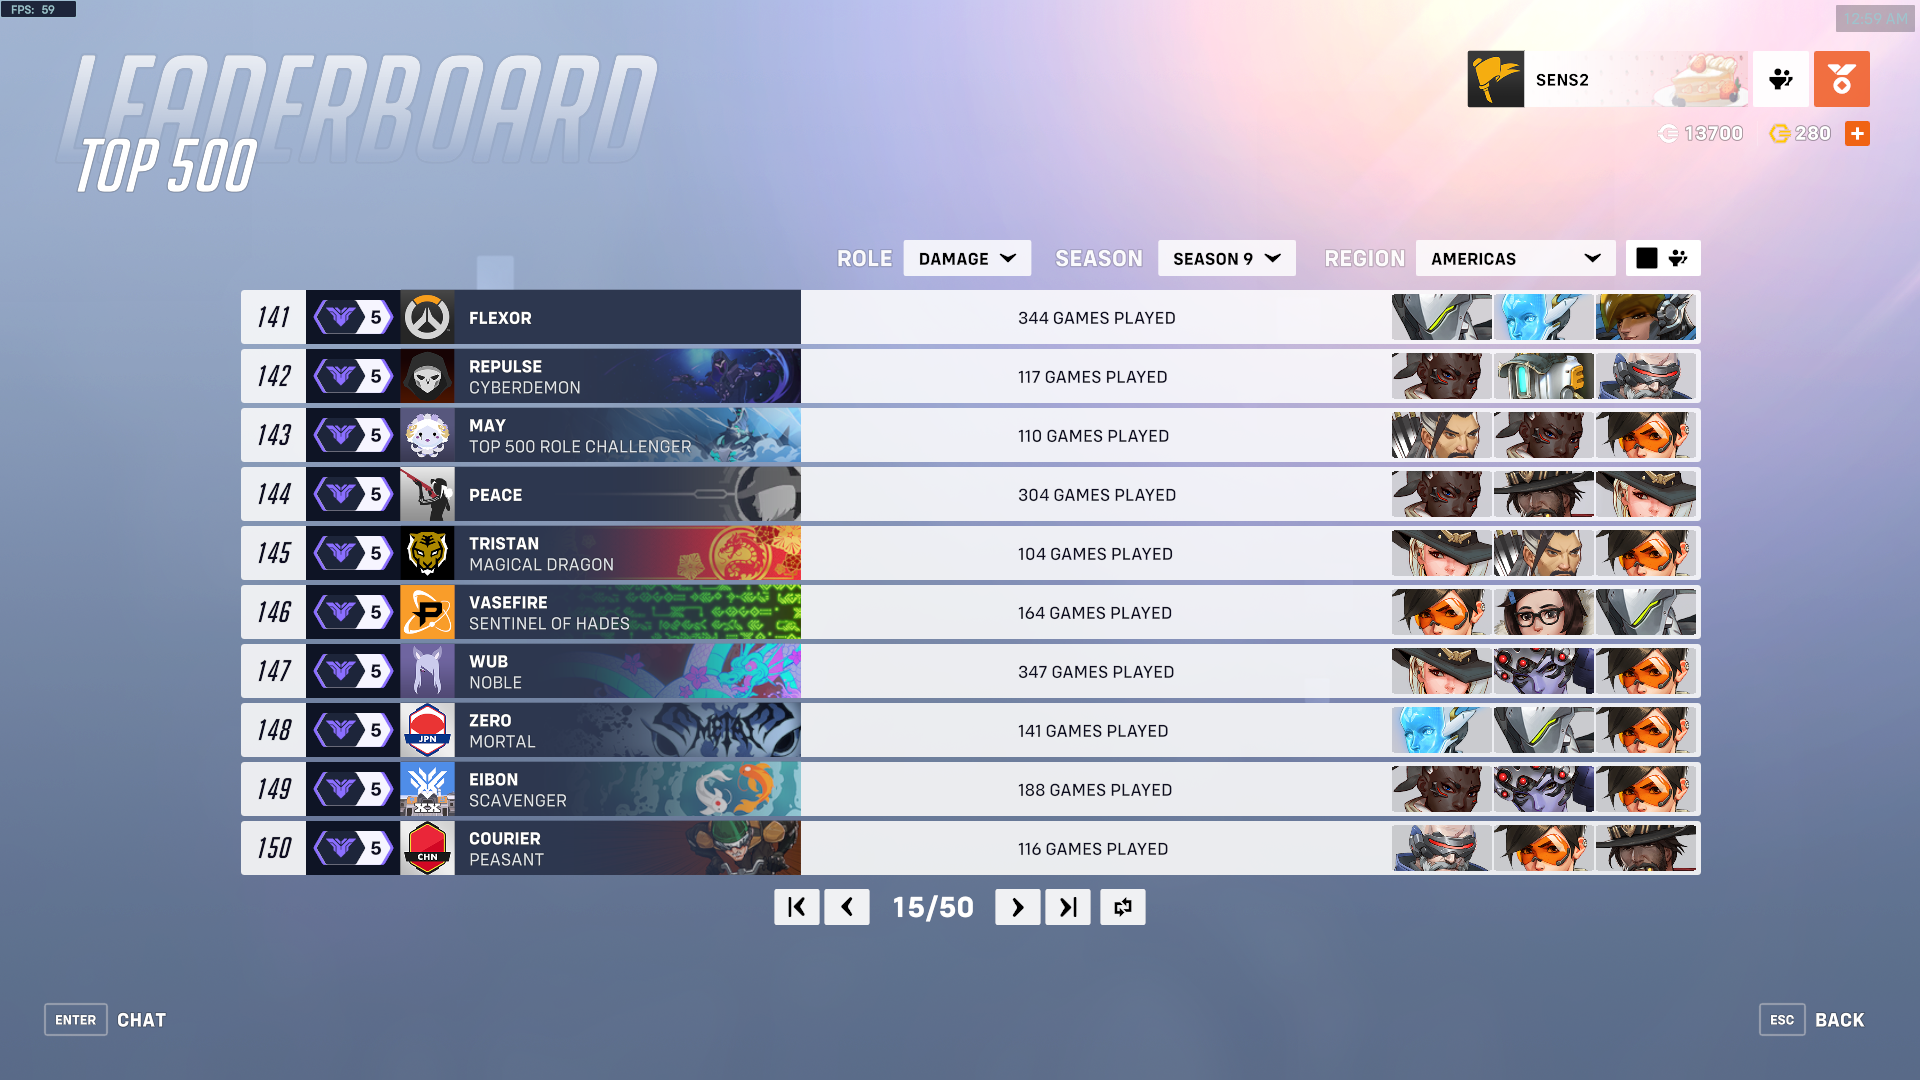 FPS: 59
12:59 AM
LEADERBOARD
TOP 500
SENS2
13700
280
ROLE DAMAGE SEASON SEASON 9 REGION AMERICAS
141 5 FLEXOR 344 GAMES PLAYED
142 5 REPULSE 117 GAMES PLAYED
CYBERDEMON
143 5 MAY 110 GAMES PLAYED
TOP 500 ROLE CHALLENGER
144 5 PEACE 304 GAMES PLAYED
145 5 TRISTAN 104 GAMES PLAYED
MAGICAL DRAGON
146 5 VASEFIRE 164 GAMES PLAYED
SENTINEL OF HADES
147 5 WUB 347 GAMES PLAYED
NOBLE
148 5 JPN ZERO METAL 141 GAMES PLAYED
MORTAL
149 5 EIBON 188 GAMES PLAYED
SCAVENGER
150 5 CHN COURIER 116 GAMES PLAYED
PEASANT
15/50
ENTER CHAT
ESC BACK